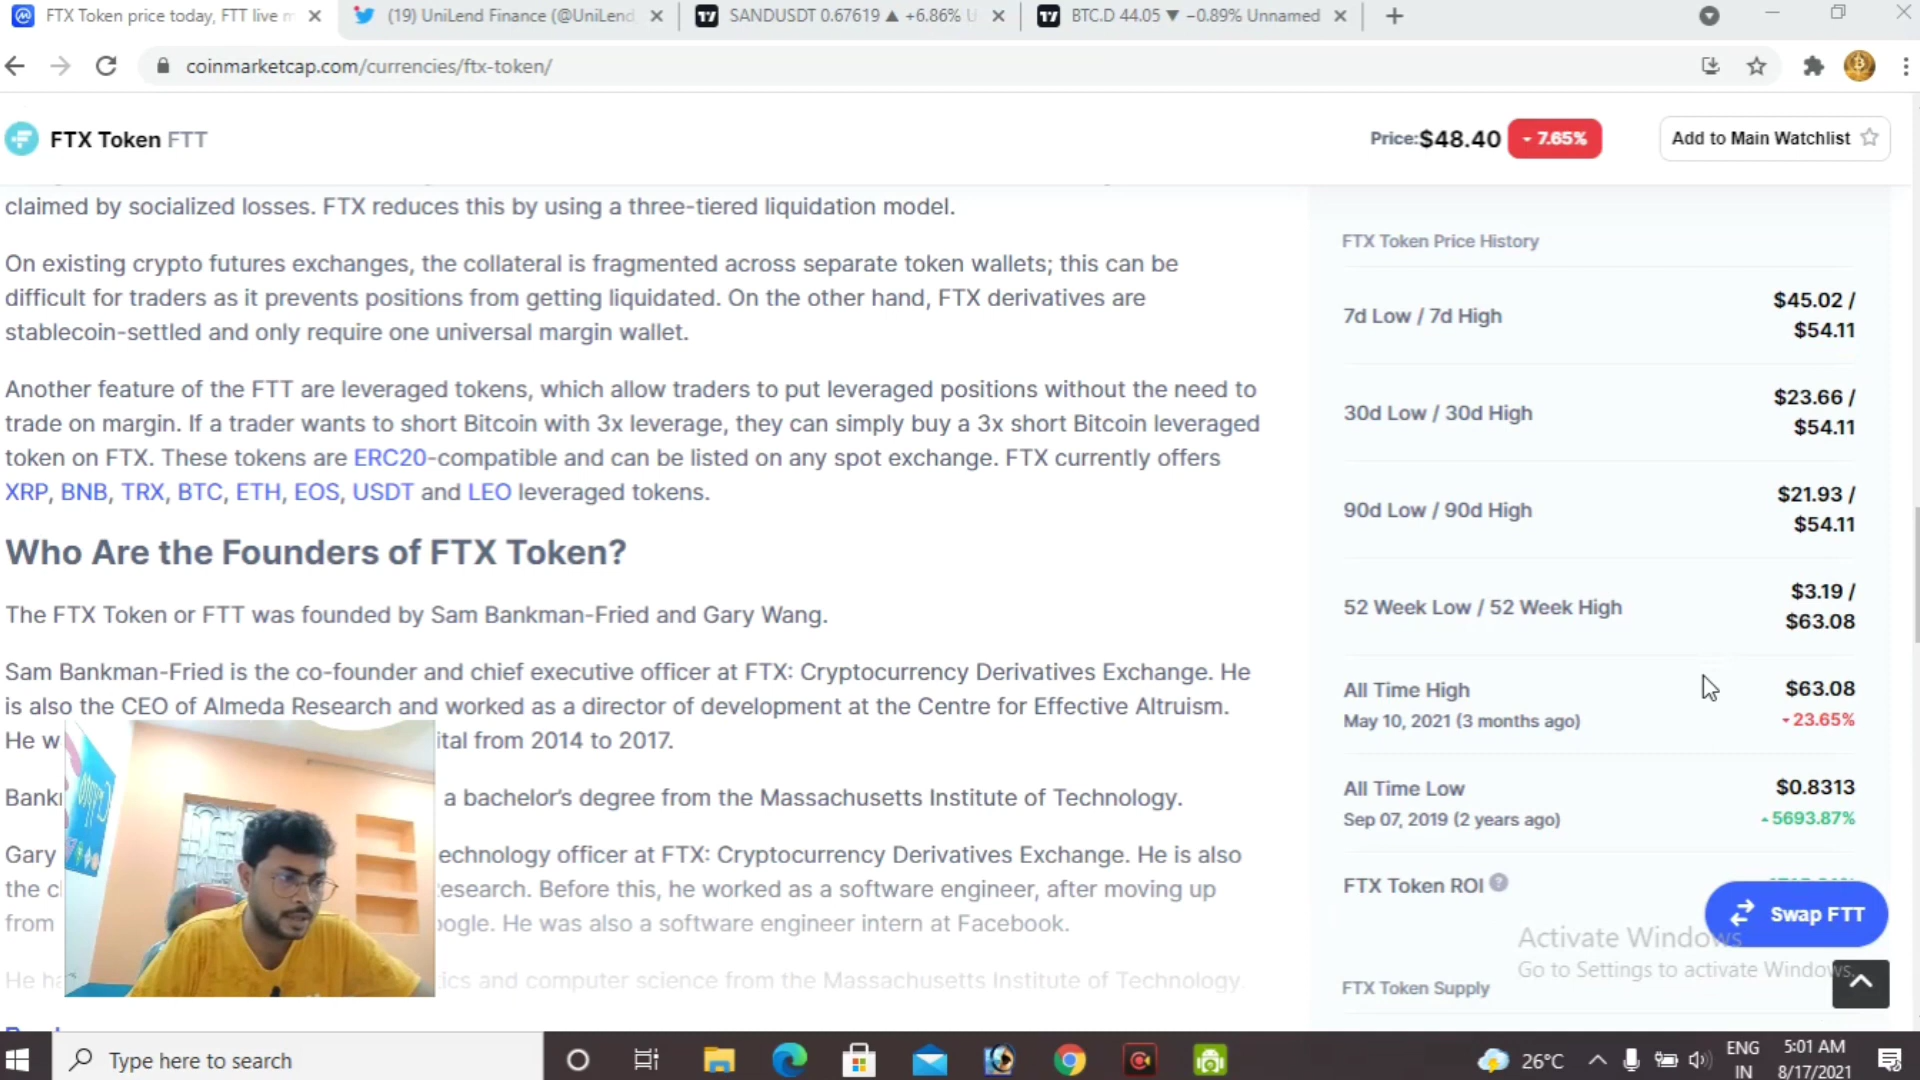 FTX Token price today, FTT live m
(19) UniLend Finance (@UniLend
SANDUSDT 0.67619 ▲ +6.86% U
BTC.D 44.05 ▼ −0.89% Unnamed
coinmarketcap.com/currencies/ftx-token/
FTX Token FTT
Price:$48.40 7.65%
Add to Main Watchlist
claimed by socialized losses. FTX reduces this by using a three-tiered liquidation model.
On existing crypto futures exchanges, the collateral is fragmented across separate token wallets; this can be
difficult for traders as it prevents positions from getting liquidated. On the other hand, FTX derivatives are
stablecoin-settled and only require one universal margin wallet.
Another feature of the FTT are leveraged tokens, which allow traders to put leveraged positions without the need to
trade on margin. If a trader wants to short Bitcoin with 3x leverage, they can simply buy a 3x short Bitcoin leveraged
token on FTX. These tokens are ERC20-compatible and can be listed on any spot exchange. FTX currently offers
XRP, BNB, TRX, BTC, ETH, EOS, USDT and LEO leveraged tokens.
Who Are the Founders of FTX Token?
The FTX Token or FTT was founded by Sam Bankman-Fried and Gary Wang.
Sam Bankman-Fried is the co-founder and chief executive officer at FTX: Cryptocurrency Derivatives Exchange. He
is also the CEO of Almeda Research and worked as a director of development at the Centre for Effective Altruism.
He w ital from 2014 to 2017.
Bank a bachelor's degree from the Massachusetts Institute of Technology.
Gary echnology officer at FTX: Cryptocurrency Derivatives Exchange. He is also
the c esearch. Before this, he worked as a software engineer, after moving up
from ogle. He was also a software engineer intern at Facebook.
He ha ics and computer science from the Massachusetts Institute of Technology.
FTX Token Price History
7d Low / 7d High
$45.02 /
$54.11
30d Low / 30d High
$23.66 /
$54.11
90d Low / 90d High
$21.93 /
$54.11
52 Week Low / 52 Week High
$3.19 /
$63.08
All Time High
$63.08
May 10, 2021 (3 months ago)
23.65%
All Time Low
$0.8313
Sep 07, 2019 (2 years ago)
5693.87%
FTX Token ROI
Swap FTT
Activate Windows
Go to Settings to activate Windows.
FTX Token Supply
Crypto
Type here to search
26°C
ENG
IN
5:01 AM
8/17/2021